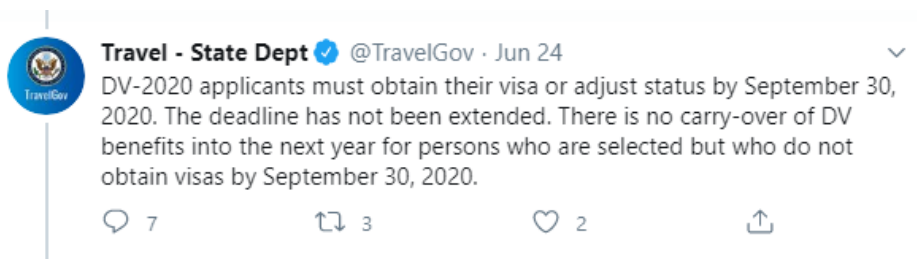 Travel - State Dept @TravelGov · Jun 24
DV-2020 applicants must obtain their visa or adjust status by September 30,
2020. The deadline has not been extended. There is no carry-over of DV
benefits into the next year for persons who are selected but who do not
obtain visas by September 30, 2020.
TravelGov
7 3 2